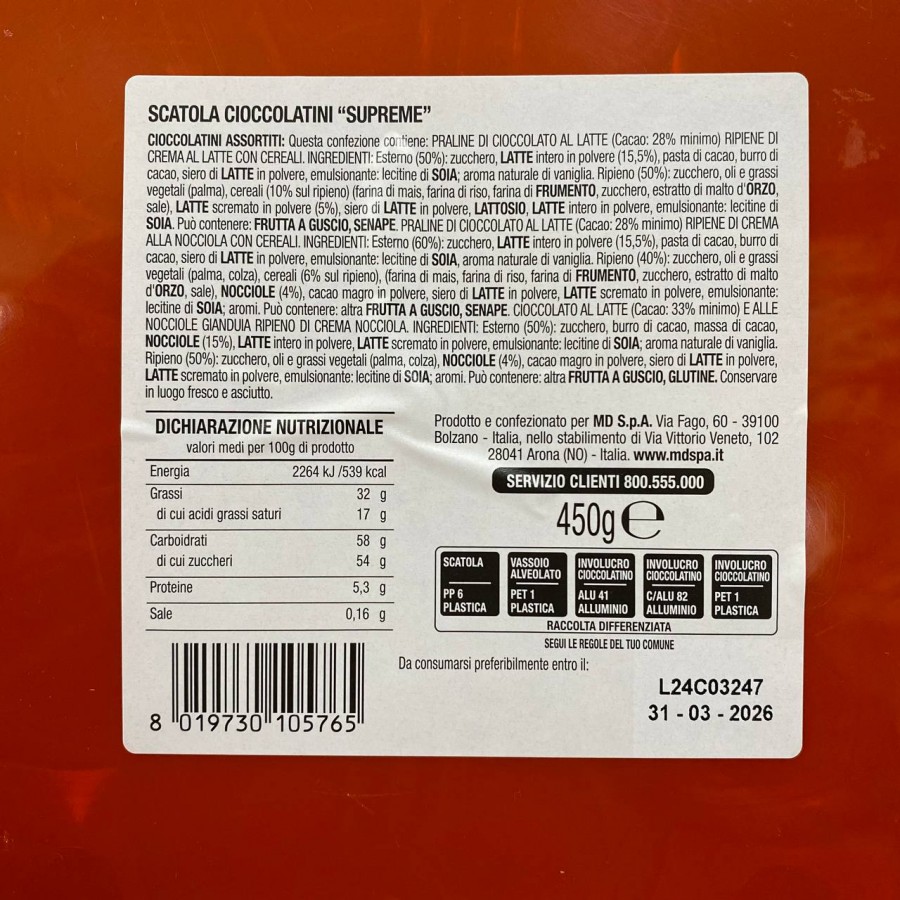 SCATOLA CIOCCOLATINI “SUPREME”
CIOCCOLATINI ASSORTITI: Questa confezione contiene: PRALINE DI CIOCCOLATO AL LATTE (Cacao: 28% minimo) RIPIENE DI
CREMA AL LATTE CON CEREALI. INGREDIENTI: Esterno (50%): zucchero, LATTE intero in polvere (15,5%), pasta di cacao, burro di
cacao, siero di LATTE in polvere, emulsionante: lecitine di SOIA; aroma naturale di vaniglia. Ripieno (50%): zucchero, oli e grassi
vegetali (palma), cereali (10% sul ripieno) (farina di mais, farina di riso, farina di FRUMENTO, zucchero, estratto di malto d'ORZO,
sale), LATTE scremato in polvere (5%), siero di LATTE in polvere, LATTOSIO, LATTE intero in polvere, emulsionante: lecitine di
SOIA. Può contenere: FRUTTA A GUSCIO, SENAPE. PRALINE DI CIOCCOLATO AL LATTE (Cacao: 28% minimo) RIPIENE DI CREMA
ALLA NOCCIOLA CON CEREALI. INGREDIENTI: Esterno (60%): zucchero, LATTE intero in polvere (15,5%), pasta di cacao, burro di
cacao, siero di LATTE in polvere, emulsionante: lecitine di SOIA, aroma naturale di vaniglia. Ripieno (40%): zucchero, oli e grassi
vegetali (palma, colza), cereali (6% sul ripieno), (farina di mais, farina di riso, farina di FRUMENTO, zucchero, estratto di malto
d'ORZO, sale), NOCCIOLE (4%), cacao magro in polvere, siero di LATTE in polvere, LATTE scremato in polvere, emulsionante:
lecitine di SOIA; aromi. Può contenere: altra FRUTTA A GUSCIO, SENAPE. CIOCCOLATO AL LATTE (Cacao: 33% minimo) E ALLE
NOCCIOLE GIANDUIA RIPIENO DI CREMA NOCCIOLA. INGREDIENTI: Esterno (50%): zucchero, burro di cacao, massa di cacao,
NOCCIOLE (15%), LATTE intero in polvere, LATTE scremato in polvere, emulsionante: lecitine di SOIA; aroma naturale di vaniglia.
Ripieno (50%): zucchero, oli e grassi vegetali (palma, colza), NOCCIOLE (4%), cacao magro in polvere, siero di LATTE in polvere,
LATTE scremato in polvere, emulsionante: lecitine di SOIA; aromi. Può contenere: altra FRUTTA A GUSCIO, GLUTINE. Conservare
in luogo fresco e asciutto.
DICHIARAZIONE NUTRIZIONALE
valori medi per 100g di prodotto
Energia 2264 kJ /539 kcal
Grassi 32 g
di cui acidi grassi saturi 17 g
Carboidrati 58 g
di cui zuccheri 54 g
Proteine 5,3 g
Sale 0,16 g
Prodotto e confezionato per MD S.p.A. Via Fago, 60 - 39100
Bolzano - Italia, nello stabilimento di Via Vittorio Veneto, 102
28041 Arona (NO) - Italia. www.mdspa.it
SERVIZIO CLIENTI 800.555.000
450g ℮
SCATOLA
PP 6
PLASTICA
VASSOIO
ALVEOLATO
PET 1
PLASTICA
INVOLUCRO
CIOCCOLATINO
ALU 41
ALLUMINIO
INVOLUCRO
CIOCCOLATINO
C/ALU 82
ALLUMINIO
INVOLUCRO
CIOCCOLATINO
PET 1
PLASTICA
RACCOLTA DIFFERENZIATA
SEGUI LE REGOLE DEL TUO COMUNE
Da consumarsi preferibilmente entro il:
L24C03247
31 - 03 - 2026
8 019730 105765